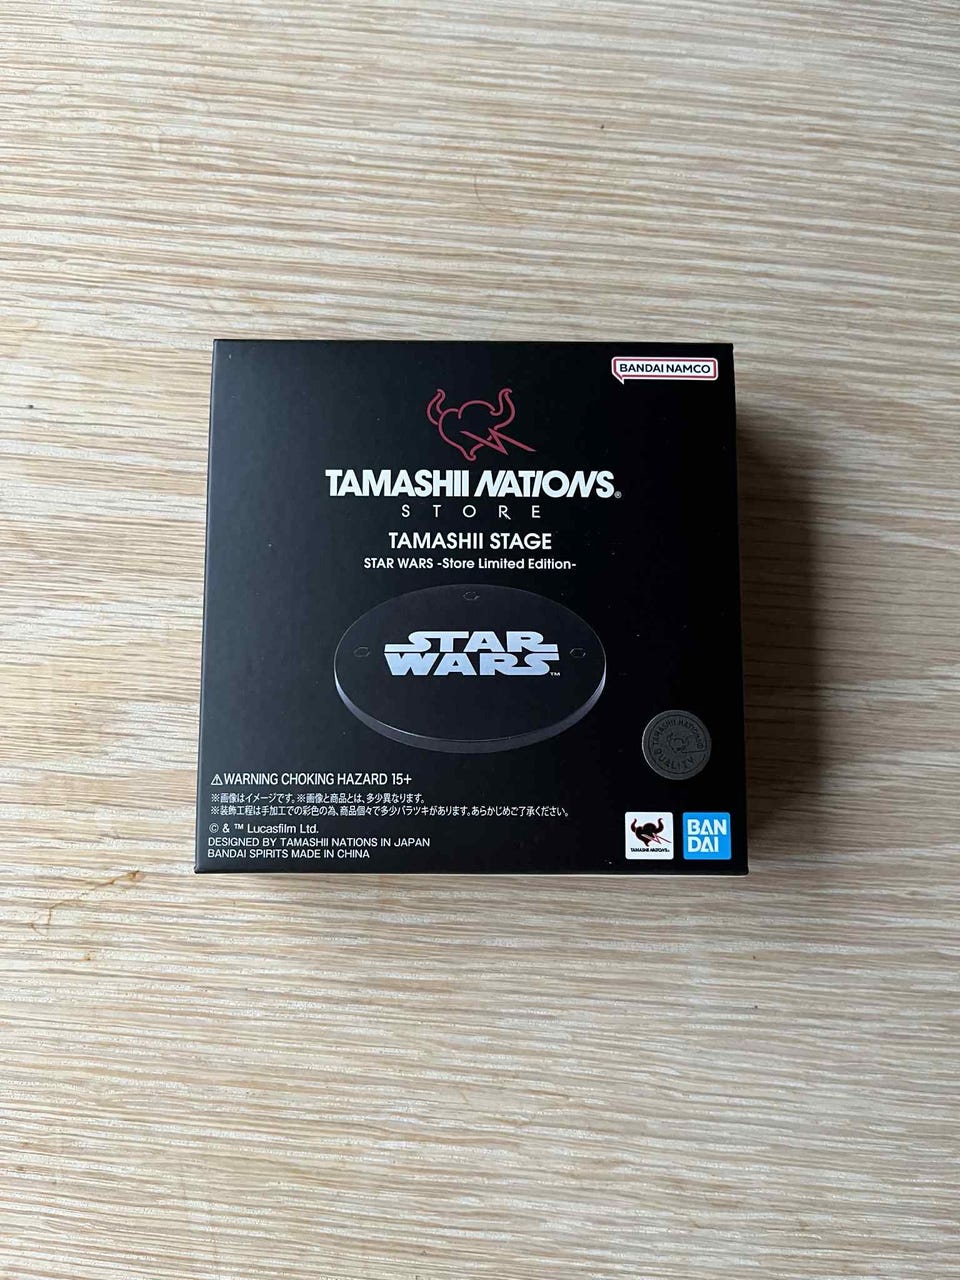 BANDAI NAMCO
TAMASHII NATIONS®
STORE
TAMASHII STAGE
STAR WARS -Store Limited Edition-
STAR
WARS™
TAMASHII NATIONS
QUALITY
⚠WARNING CHOKING HAZARD 15+
※画像はイメージです。※画像と商品とは、多少異なります。
※装飾工程は手加工での彩色の為、商品個々で多少バラツキがあります。あらかじめご了承ください。
© & ™ Lucasfilm Ltd.
DESIGNED BY TAMASHII NATIONS IN JAPAN
BANDAI SPIRITS MADE IN CHINA
TAMASHII NATIONS®
BAN
DAI